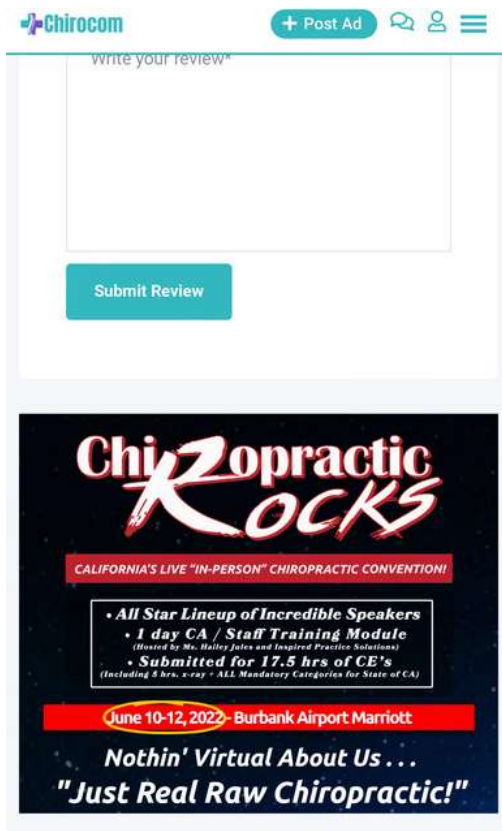 Chirocom
+ Post Ad
Write your review*
Submit Review
Chiropractic
Rocks
CALIFORNIA'S LIVE "IN-PERSON" CHIROPRACTIC CONVENTION!
• All Star Lineup of Incredible Speakers
• 1 day CA / Staff Training Module
(Hosted by Ms. Hailey Jules and Inspired Practice Solutions)
• Submitted for 17.5 hrs of CE's
(Including 8 hrs. x-ray + ALL Mandatory Categories for State of CA)
June 10-12, 2022 - Burbank Airport Marriott
Nothin' Virtual About Us . . .
"Just Real Raw Chiropractic!"